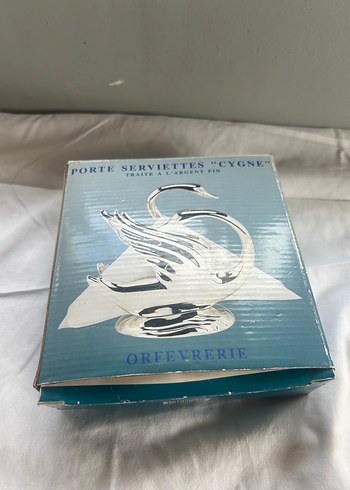 PORTE SERVIETTES "CYGNE"
TRAITE A L'ARGENT FIN
ORFEVRERIE